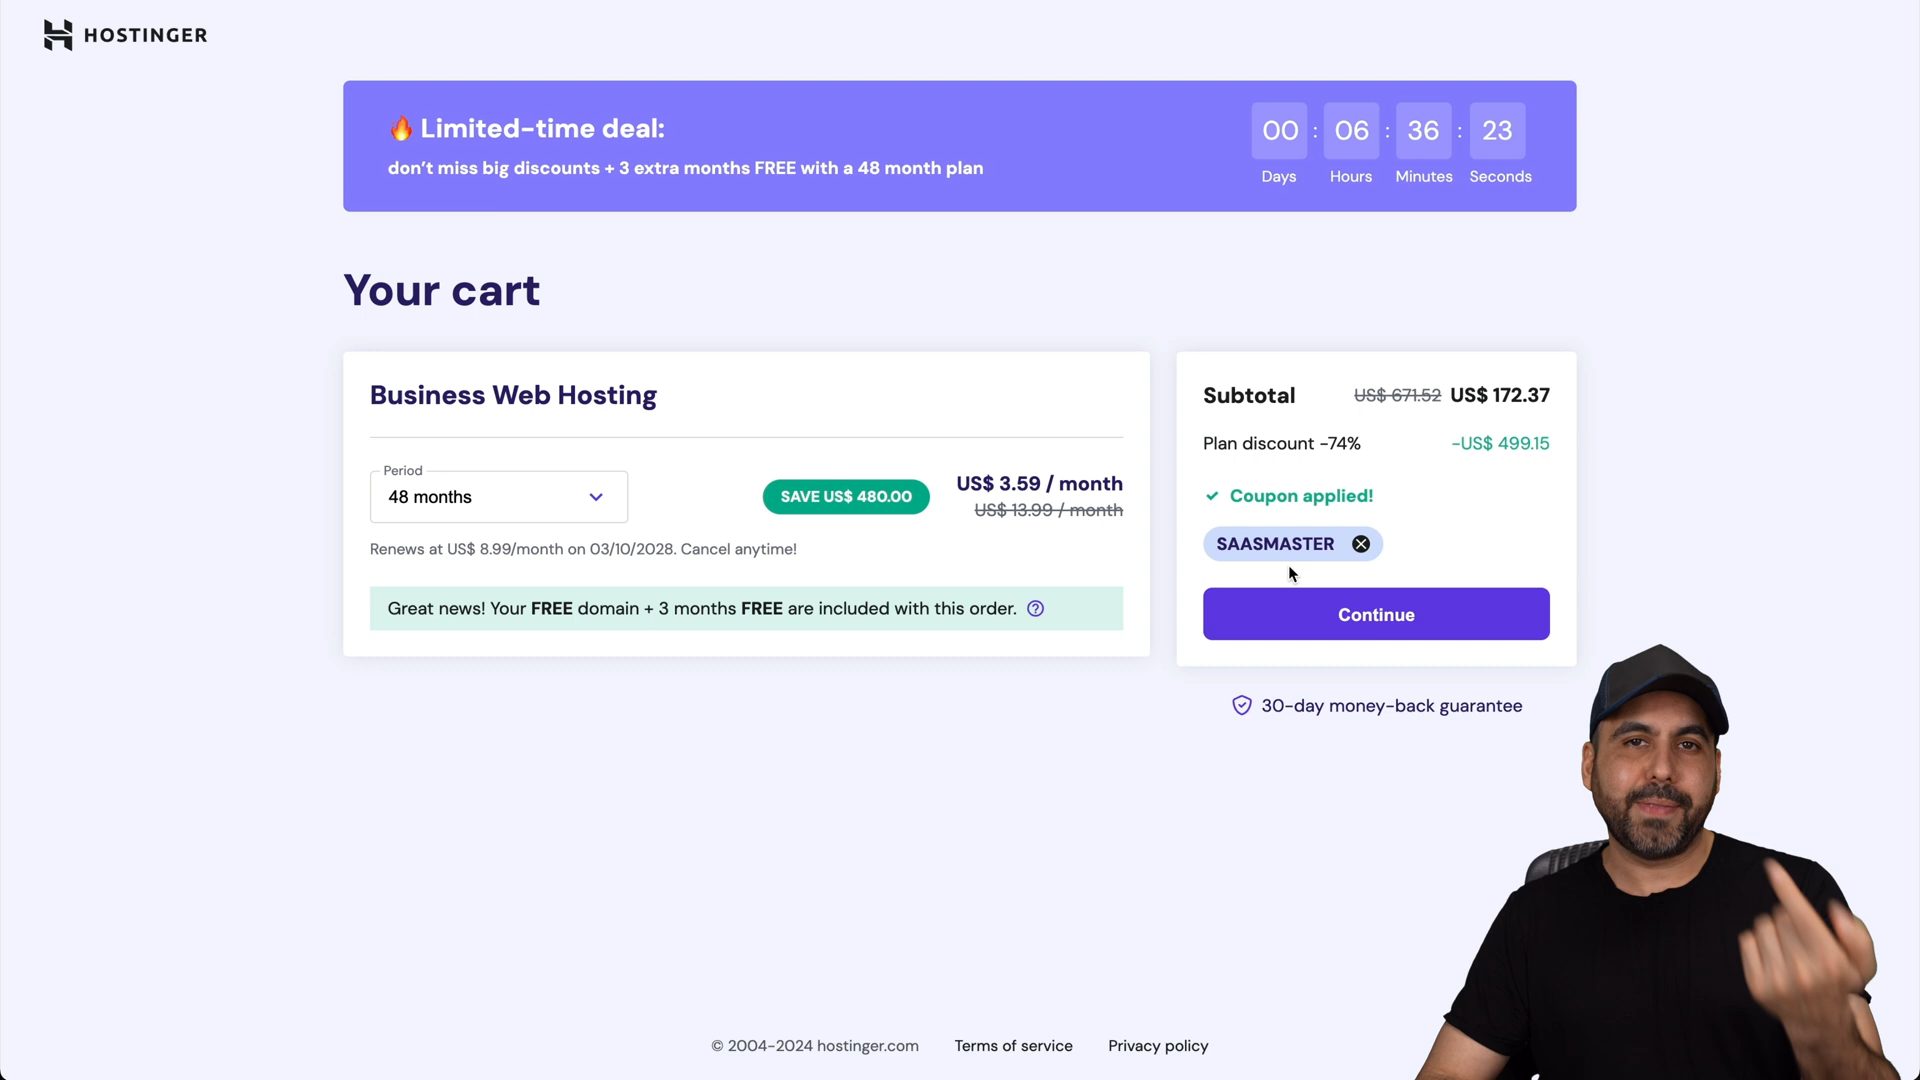 HOSTINGER
Limited-time deal:
don't miss big discounts + 3 extra months FREE with a 48 month plan
00 : 06 : 36 : 23
Days Hours Minutes Seconds
Your cart
Business Web Hosting
Period
48 months
SAVE US$ 480.00
US$ 3.59 / month
US$ 13.99 / month
Renews at US$ 8.99/month on 03/10/2028. Cancel anytime!
Great news! Your FREE domain + 3 months FREE are included with this order.
Subtotal US$ 671.52 US$ 172.37
Plan discount -74% -US$ 499.15
Coupon applied!
SAASMASTER
Continue
30-day money-back guarantee
© 2004-2024 hostinger.com Terms of service Privacy policy